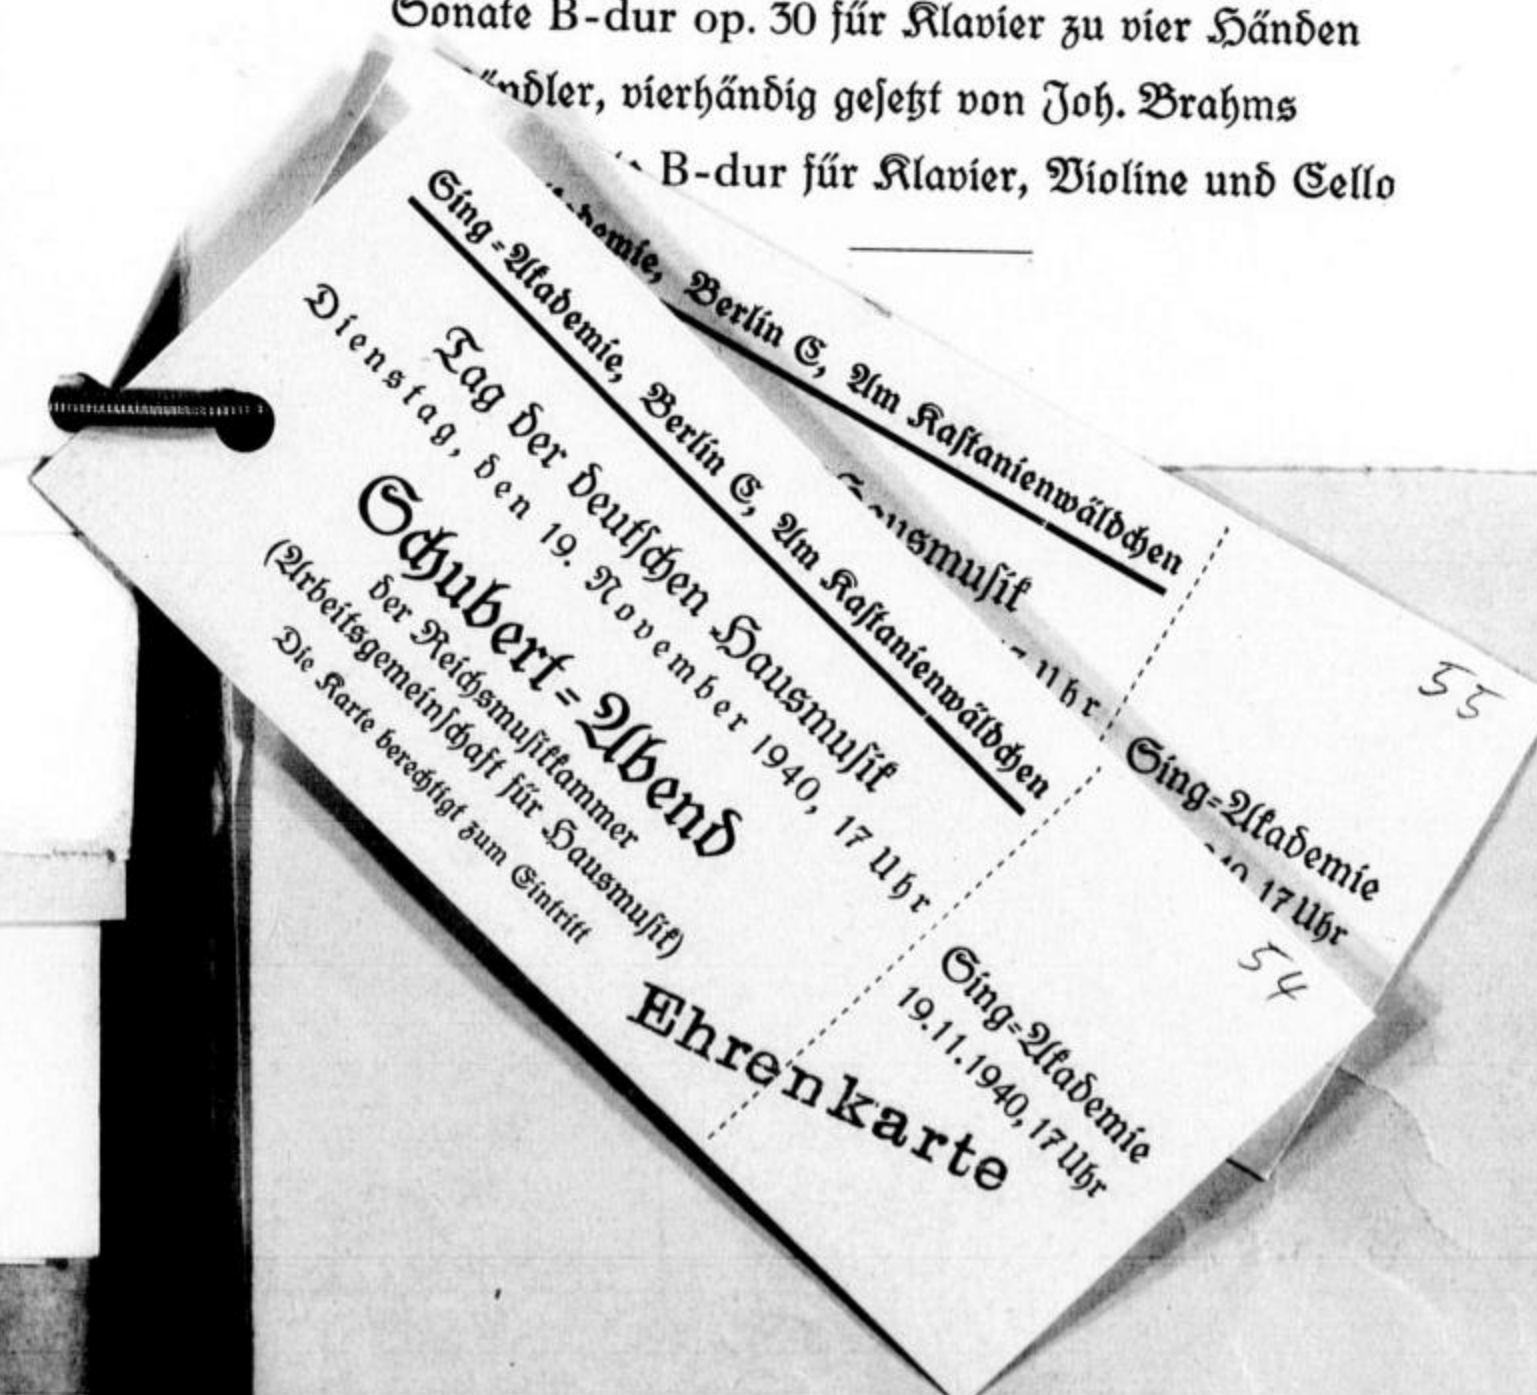 Sonate B-dur op. 30 für Klavier zu vier Händen
vierhändig gesetzt von Joh. Brahms
B-dur für Klavier, Violine und Cello
Berlin C, Am Kastanienwäldchen
Uhr
55
Sing=Akademie
17 Uhr
Sing=Akademie, Berlin C, Am Kastanienwäldchen
Tag der deutschen Hausmusik
Dienstag, den 19. November 1940, 17 Uhr
Schubert=Abend
der Reichsmusikkammer
(Arbeitsgemeinschaft für Hausmusik)
Die Karte berechtigt zum Eintritt
Ehrenkarte
54
Sing=Akademie
19.11.1940, 17 Uhr